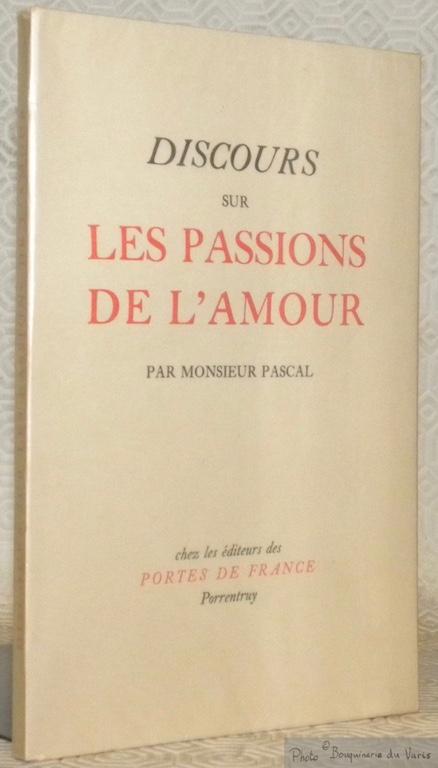 DISCOURS
SUR
LES PASSIONS
DE L'AMOUR
PAR MONSIEUR PASCAL
chez les éditeurs des
PORTES DE FRANCE
Porrentruy
Photo © Bouquinerie du Varis